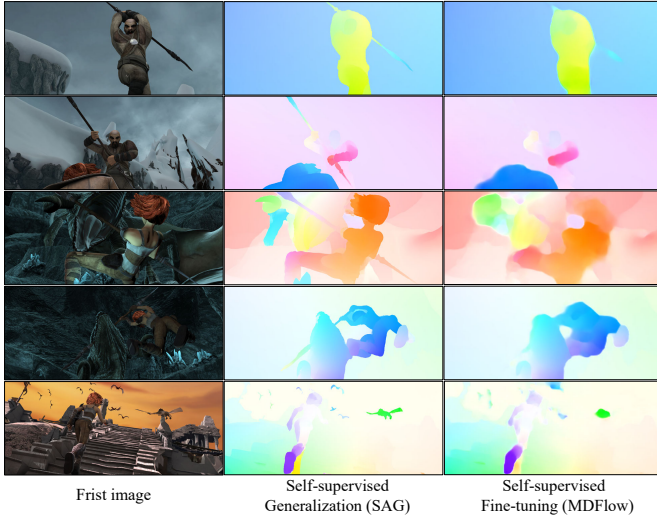 Frist image
Self-supervised
Generalization (SAG)
Self-supervised
Fine-tuning (MDFlow)